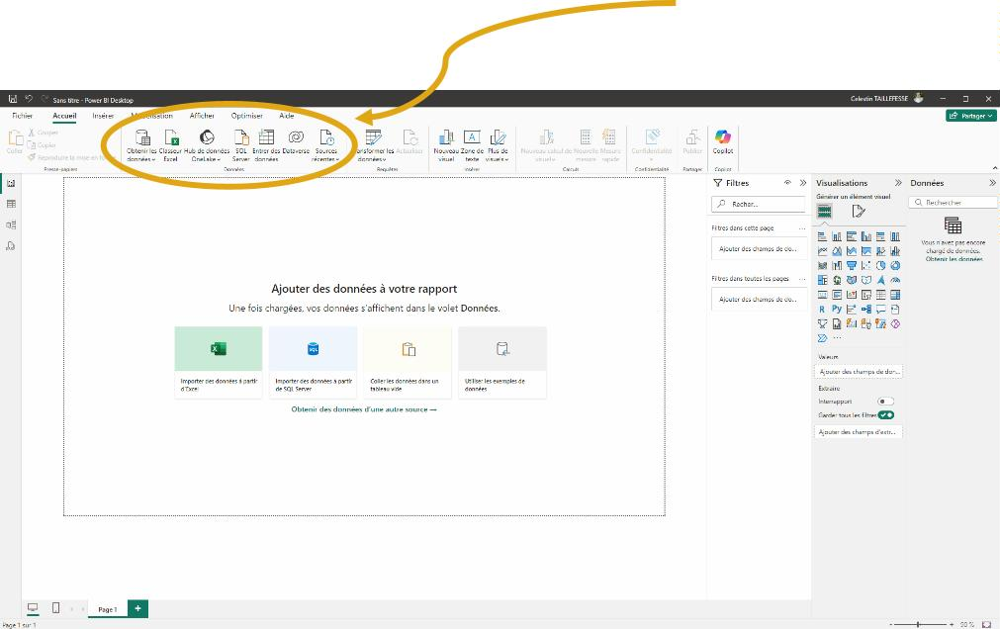 Sans titre - Power BI Desktop
Celestin TAILLEFESSE
Fichier Accueil Insérer Modélisation Afficher Optimiser Aide
Partager
Coller
Couper
Copier
Reproduire la mise en forme
Presse-papiers
Obtenir les données
Classeur Excel
Hub de données OneLake
SQL Server
Entrer des données
Dataverse
Sources récentes
Données
Transformer les données
Actualiser
Requêtes
Nouveau visuel
Zone de texte
Plus de visuels
Insérer
Nouveau calcul de visuel
Nouvelle mesure
Mesure rapide
Calculs
Confidentialité
Confidentialité
Publier
Partager
Copilot
Copilot
Ajouter des données à votre rapport
Une fois chargées, vos données s'affichent dans le volet Données.
Importer des données à partir
d'Excel
SQL
Importer des données à partir
de SQL Server
Coller les données dans un
tableau vide
Utiliser les exemples de
données
Obtenir des données d'une autre source →
Filtres
Recher...
Filtres dans cette page ...
Ajouter des champs de do...
Filtres dans toutes les pages ...
Ajouter des champs de do...
Visualisations
Générer un élément visuel
R Py
...
Valeurs
Ajouter des champs de don...
Extraire
Interrapport
Garder tous les filtres
Ajouter des champs d'extr...
Données
Rechercher
Vous n'avez pas encore
chargé de données.
Obtenir les données
Page 1 +
Page 1 sur 1
- + 90 %